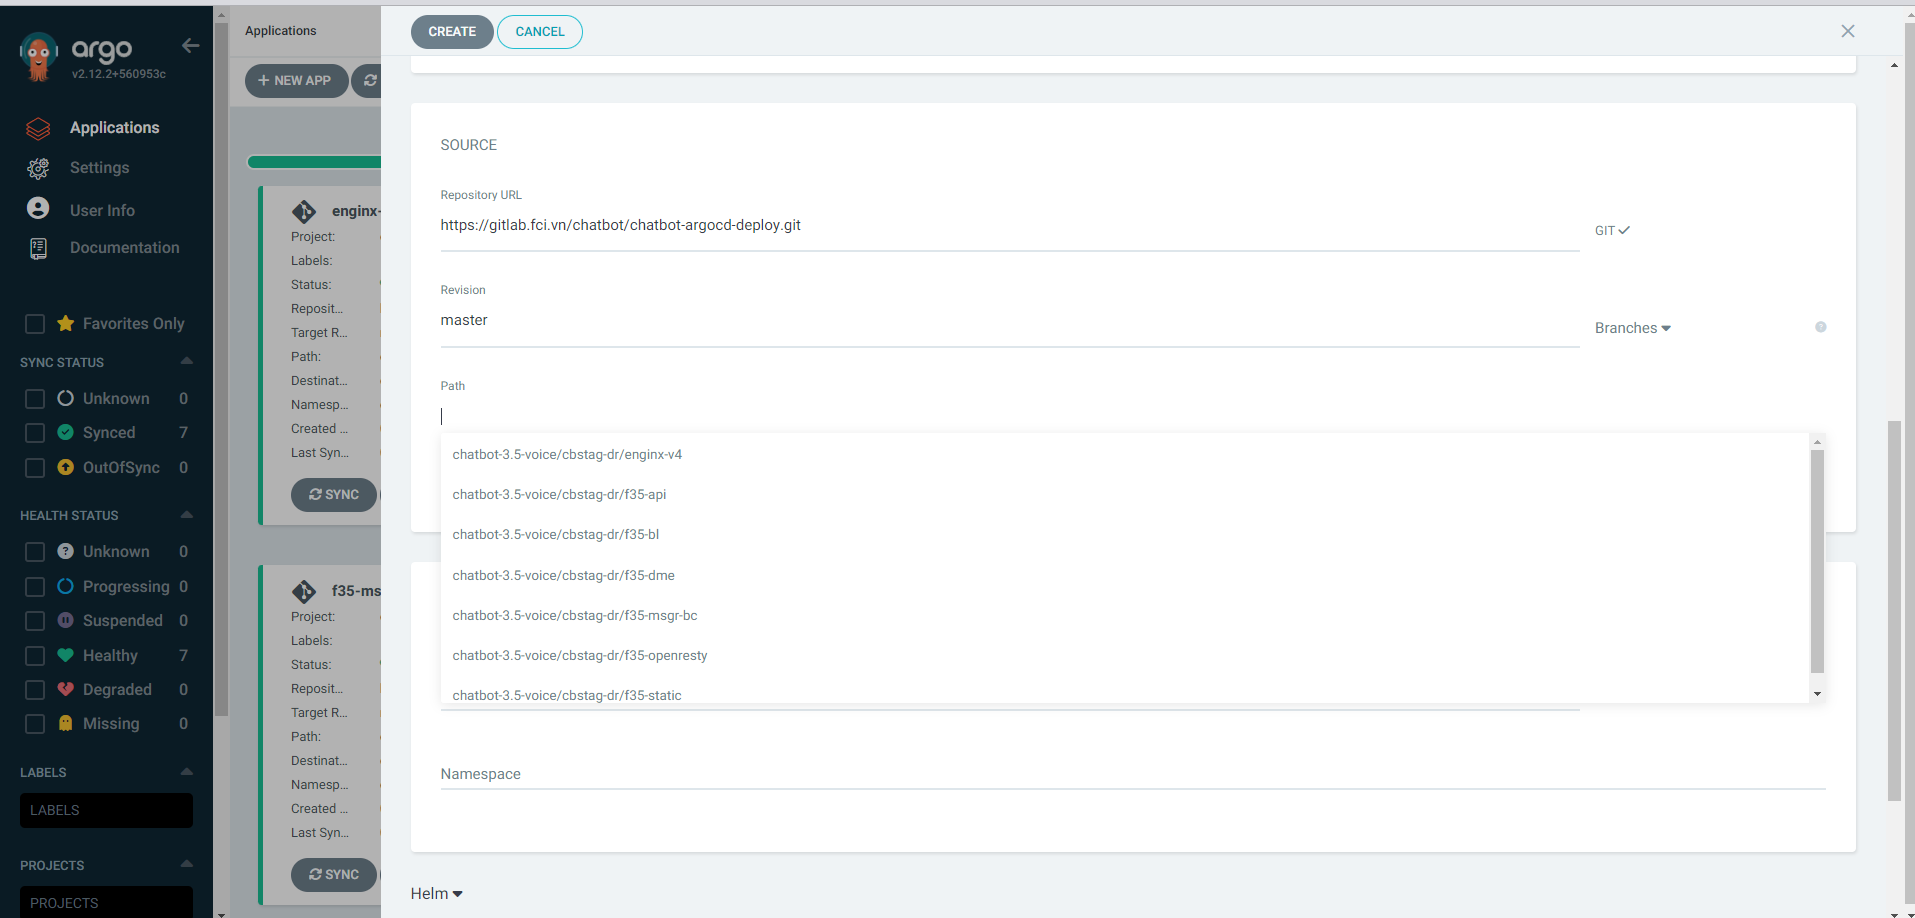 argo
v2.12.2+560953c
Applications
Settings
User Info
Documentation
Favorites Only
SYNC STATUS
Unknown 0
Synced 7
OutOfSync 0
HEALTH STATUS
Unknown 0
Progressing 0
Suspended 0
Healthy 7
Degraded 0
Missing 0
LABELS
LABELS
PROJECTS
PROJECTS
Applications
+ NEW APP
enginx-
Project:
Labels:
Status:
Reposit...
Target R...
Path:
Destinat...
Namesp...
Created ...
Last Syn...
SYNC
f35-ms
Project:
Labels:
Status:
Reposit...
Target R...
Path:
Destinat...
Namesp...
Created ...
Last Syn...
SYNC
CREATE CANCEL
SOURCE
Repository URL
https://gitlab.fci.vn/chatbot/chatbot-argocd-deploy.git
GIT
Revision
master
Branches
Path
chatbot-3.5-voice/cbstag-dr/enginx-v4
chatbot-3.5-voice/cbstag-dr/f35-api
chatbot-3.5-voice/cbstag-dr/f35-bl
chatbot-3.5-voice/cbstag-dr/f35-dme
chatbot-3.5-voice/cbstag-dr/f35-msgr-bc
chatbot-3.5-voice/cbstag-dr/f35-openresty
chatbot-3.5-voice/cbstag-dr/f35-static
Namespace
Helm